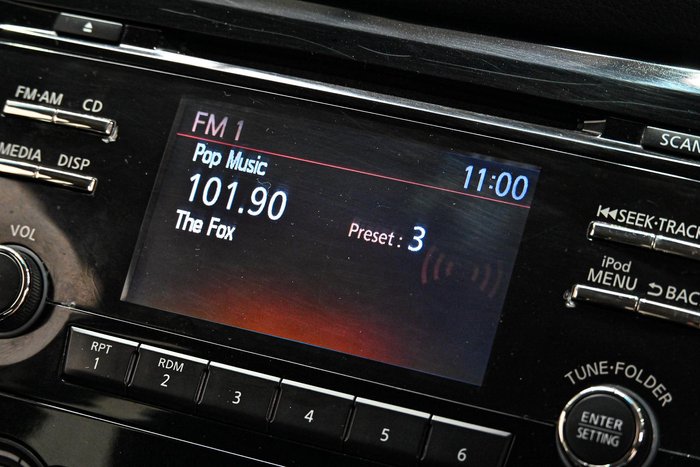 FM·AM CD
MEDIA DISP
VOL
FM 1
Pop Music
11:00
101.90
The Fox
Preset : 3
SCAN
SEEK·TRACK
iPod
MENU
BAC
RPT
1
RDM
2
3
4
5
6
TUNE·FOLDER
ENTER
SETTING